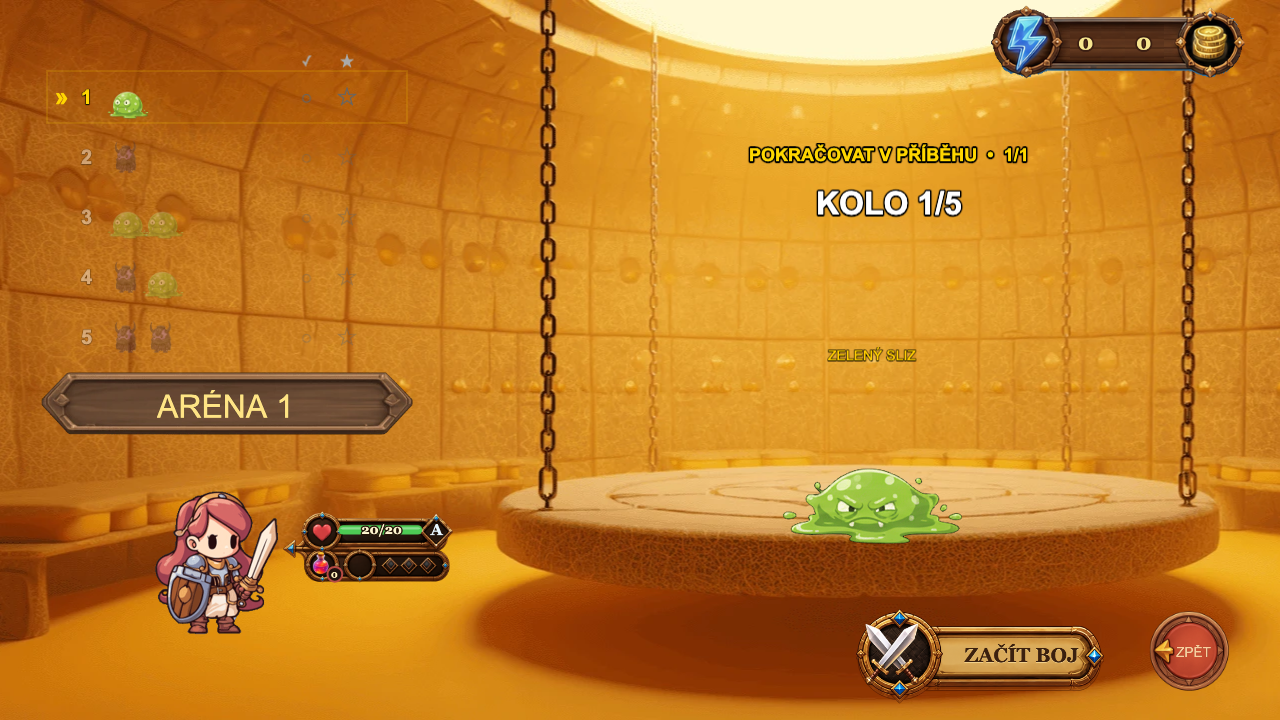 0 0
1
2
3
4
5
POKRAČOVAT V PŘÍBĚHU • 1/1
KOLO 1/5
ZELENÝ SLIZ
ARÉNA 1
20/20 A
0
ZAČÍT BOJ
ZPĚT